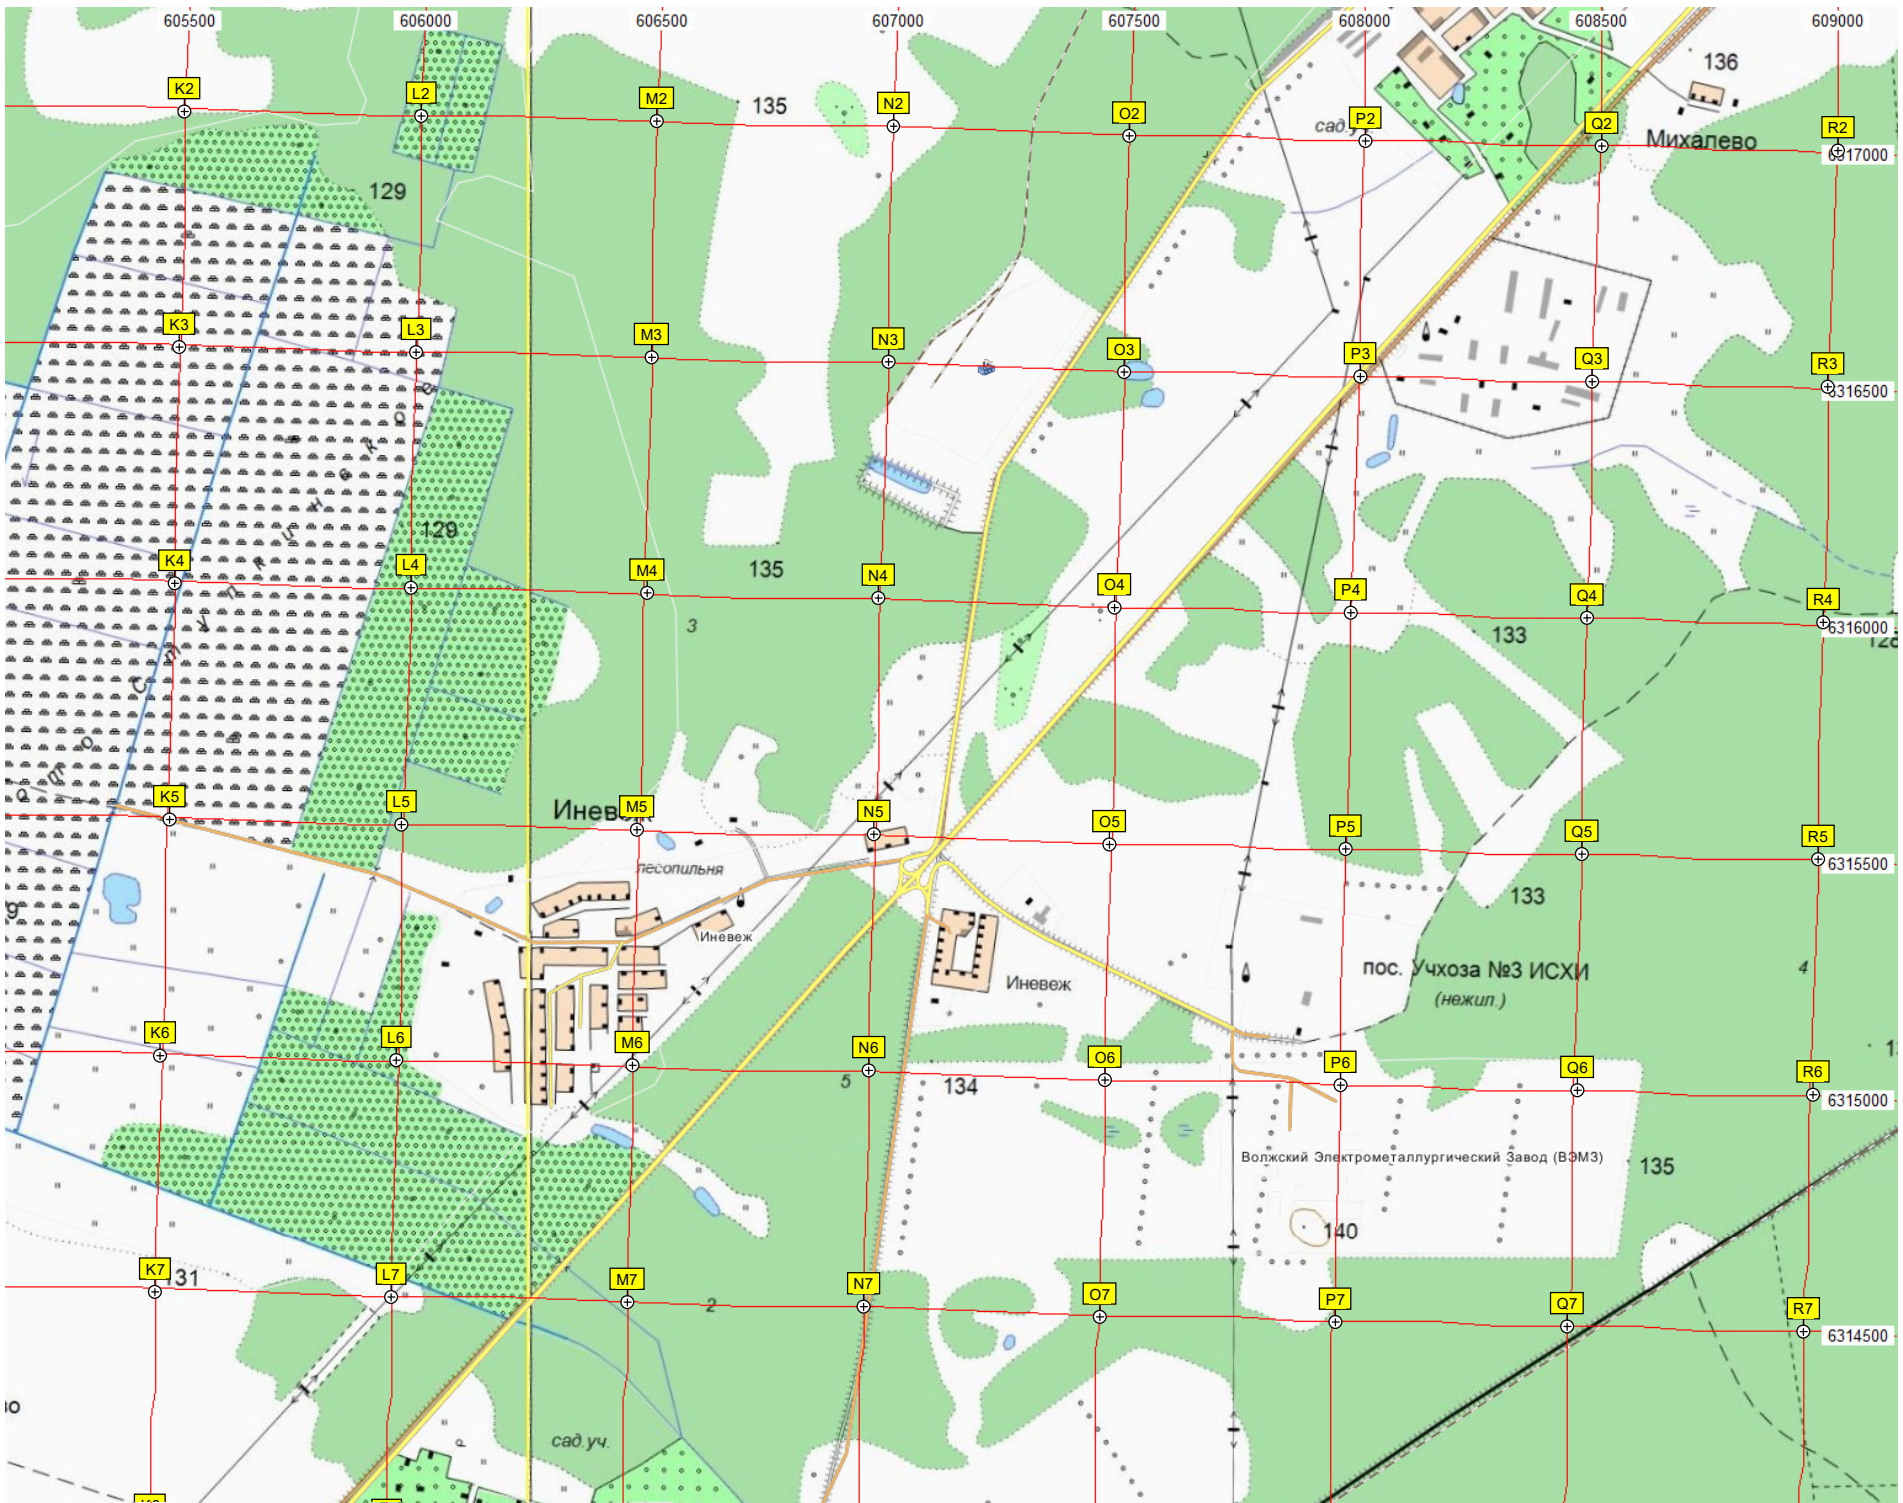 605500 606000 606500 607000 607500 608000 608500 609000
136
K2 L2 M2 135 N2 O2 P2 Q2 R2
сад.уч.
Михалево
6317000
129
K3 L3 M3 N3 O3 P3 Q3 R3
6316500
129
K4 L4 M4 135 N4 O4 P4 Q4 R4
3
133
6316000
128
K5 L5 M5 N5 O5 P5 Q5 R5
6315500
лесопильня
133
Иневеж
пос. Учхоза №3 ИСХИ
4
Иневеж
(нежил.)
K6 L6 M6 N6 O6 P6 Q6 R6
5
134
6315000
Волжский Электрометаллургический Завод (ВЭМЗ)
135
140
K7 131 L7 M7 N7 O7 P7 Q7 R7
2
6314500
сад.уч.